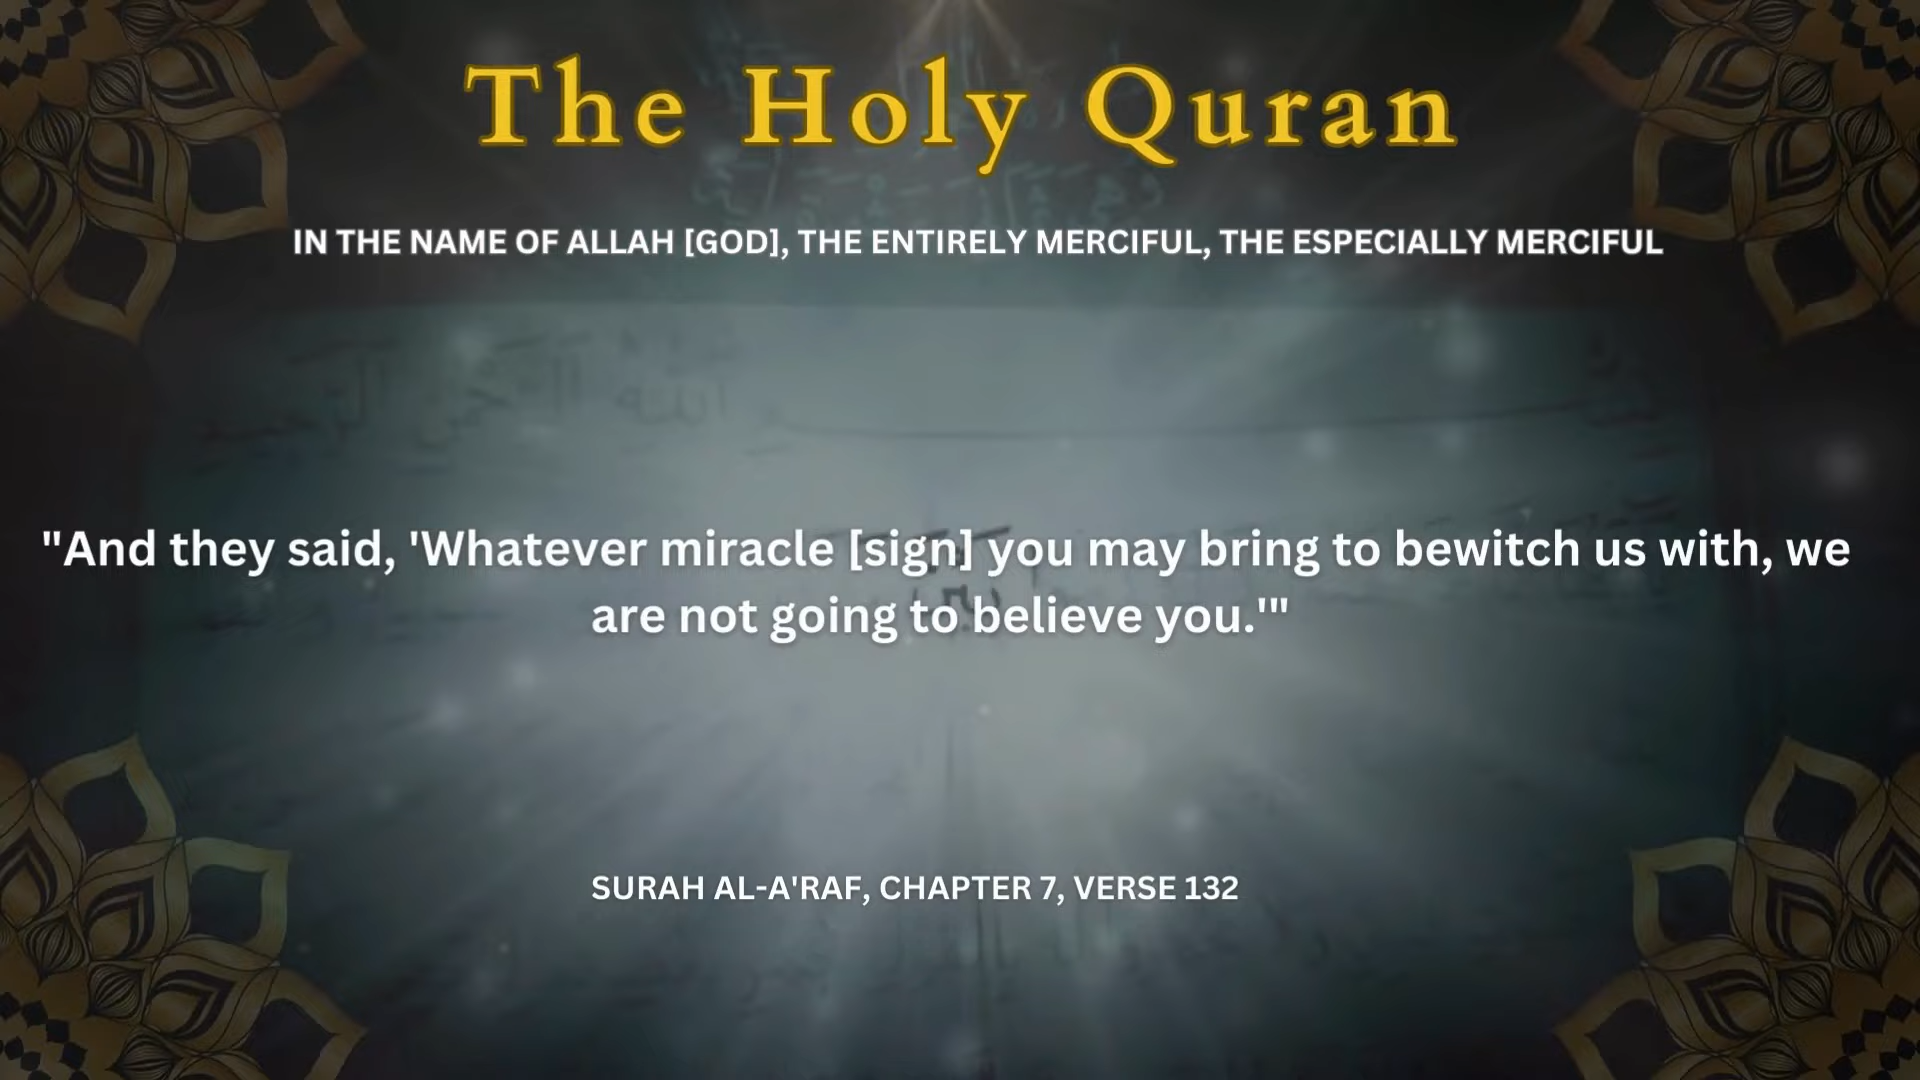 The Holy Quran
IN THE NAME OF ALLAH [GOD], THE ENTIRELY MERCIFUL, THE ESPECIALLY MERCIFUL
"And they said, 'Whatever miracle [sign] you may bring to bewitch us with, we
are not going to believe you.'"
SURAH AL-A'RAF, CHAPTER 7, VERSE 132